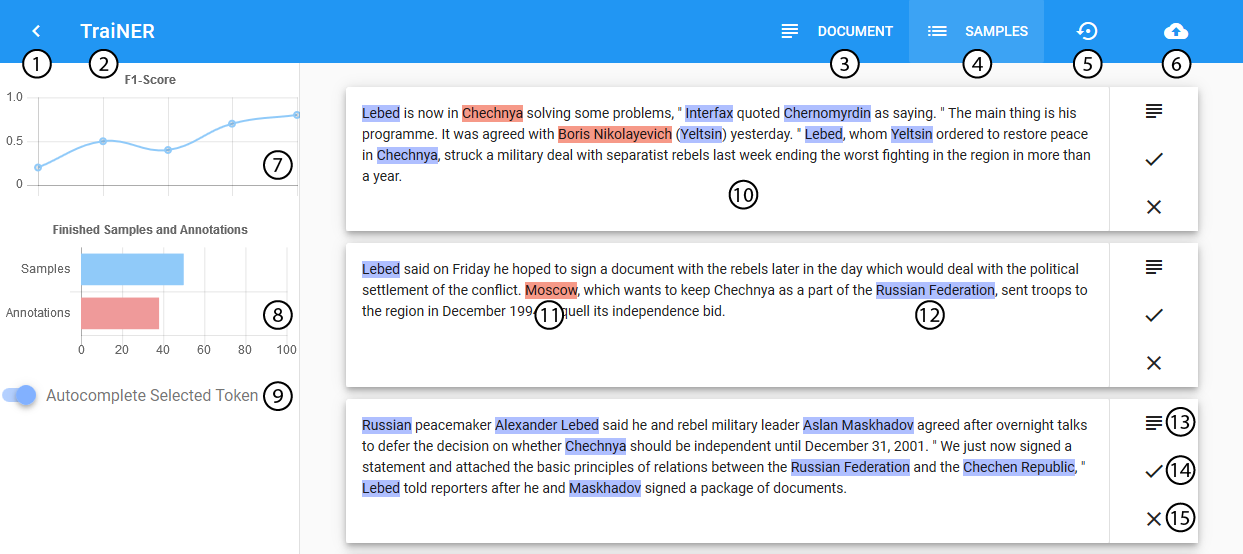 TraiNER
DOCUMENT
SAMPLES
1
2
3
4
5
6
F1-Score
1.0
0.5
0
7
Finished Samples and Annotations
Samples
Annotations
8
0 20 40 60 80 100
Autocomplete Selected Token
9
Lebed is now in Chechnya solving some problems, " Interfax quoted Chernomyrdin as saying. " The main thing is his
programme. It was agreed with Boris Nikolayevich (Yeltsin) yesterday. " Lebed, whom Yeltsin ordered to restore peace
in Chechnya, struck a military deal with separatist rebels last week ending the worst fighting in the region in more than
a year.
10
Lebed said on Friday he hoped to sign a document with the rebels later in the day which would deal with the political
settlement of the conflict. Moscow, which wants to keep Chechnya as a part of the Russian Federation, sent troops to
the region in December 199 quell its independence bid.
11
12
Russian peacemaker Alexander Lebed said he and rebel military leader Aslan Maskhadov agreed after overnight talks
to defer the decision on whether Chechnya should be independent until December 31, 2001. " We just now signed a
statement and attached the basic principles of relations between the Russian Federation and the Chechen Republic, "
Lebed told reporters after he and Maskhadov signed a package of documents.
13
14
15